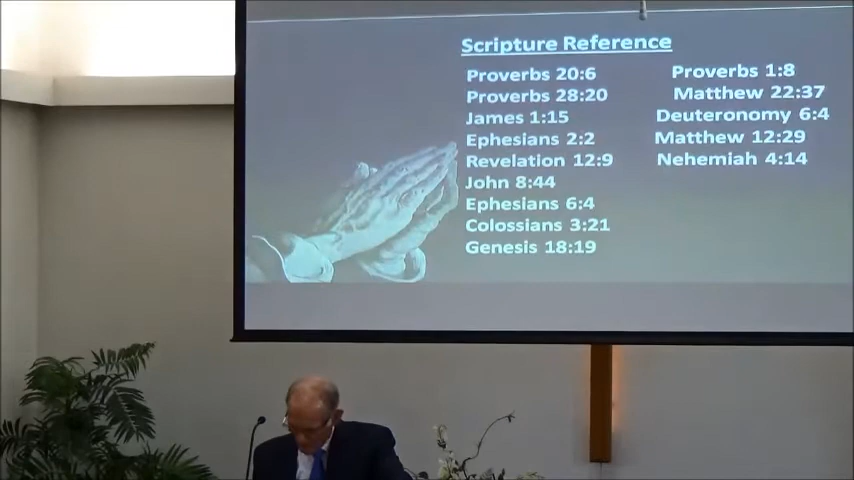 Scripture Reference
Proverbs 20:6
Proverbs 28:20
James 1:15
Ephesians 2:2
Revelation 12:9
John 8:44
Ephesians 6:4
Colossians 3:21
Genesis 18:19
Proverbs 1:8
Matthew 22:37
Deuteronomy 6:4
Matthew 12:29
Nehemiah 4:14